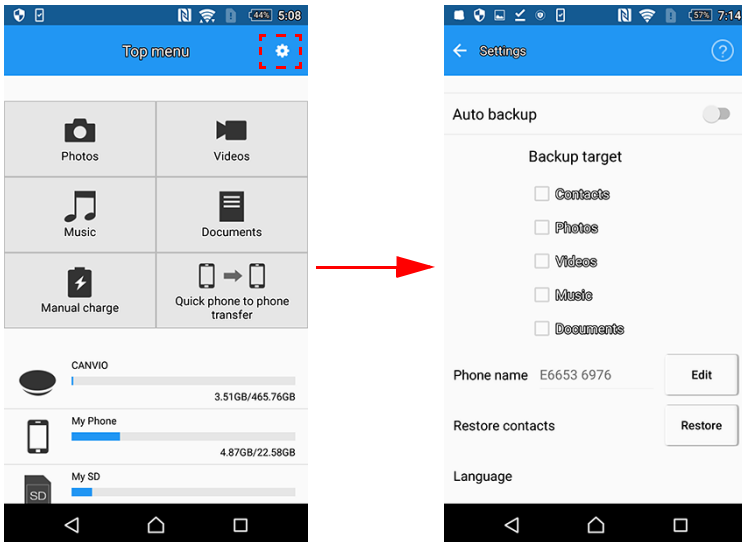 44% 5:08
Top menu
Photos
Videos
Music
Documents
Manual charge
Quick phone to phone
transfer
CANVIO
3.51GB/465.76GB
My Phone
4.87GB/22.58GB
My SD
SD
57% 7:14
Settings
?
Auto backup
Backup target
Contacts
Photos
Videos
Music
Documents
Phone name E6653 6976 Edit
Restore contacts Restore
Language